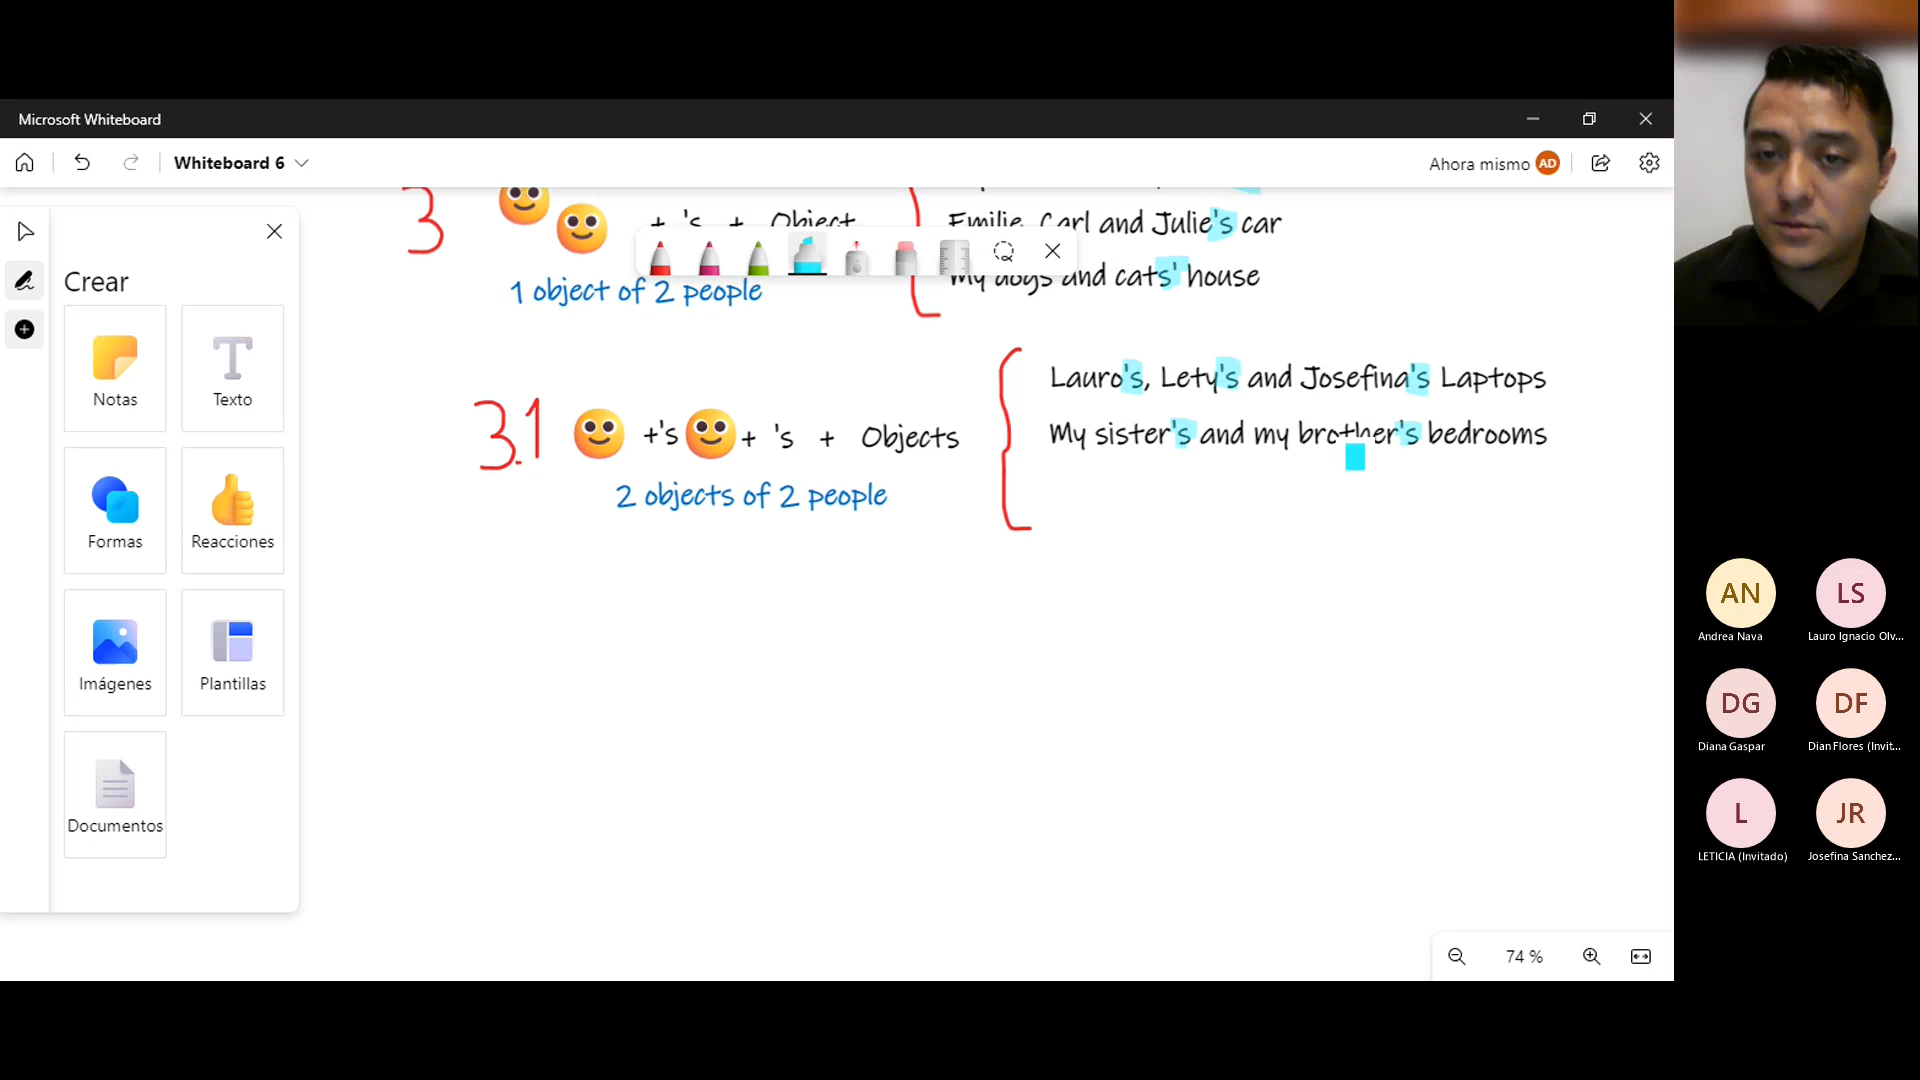 Microsoft Whiteboard
Whiteboard 6
Ahora mismo AD
Crear
Notas
Texto
Formas
Reacciones
Imágenes
Plantillas
Documentos
3 + 's + Object
1 object of 2 people
Emilie, Carl and Julie's car
My dogs and cats' house
3.1 +'s + 's + Objects
2 objects of 2 people
Lauro's, Lety's and Josefina's Laptops
My sister's and my brother's bedrooms
74 %
AN
Andrea Nava
LS
Lauro Ignacio Olv...
DG
Diana Gaspar
DF
Dian Flores (Invit...
L
LETICIA (Invitado)
JR
Josefina Sanchez...